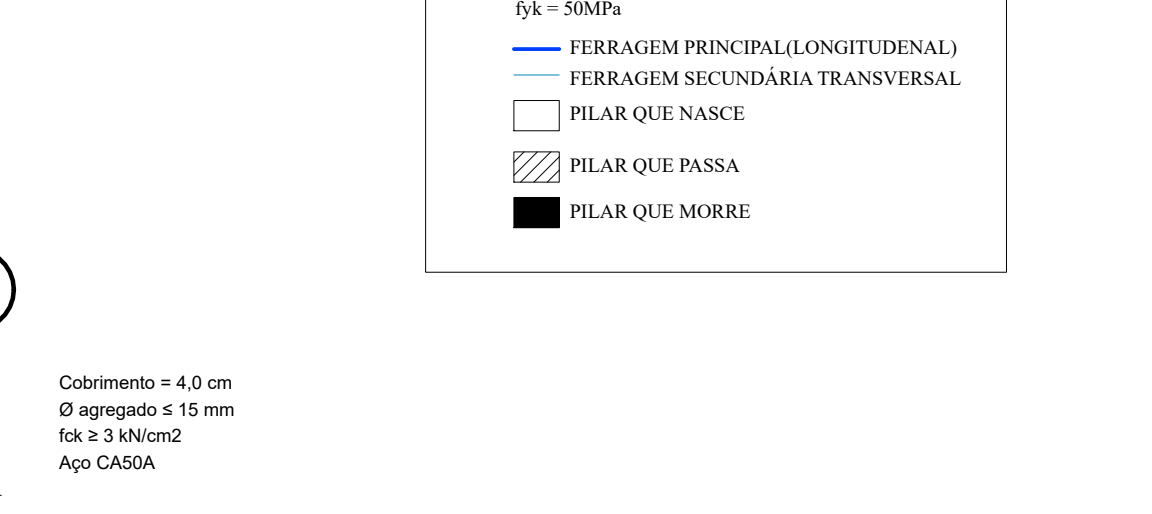 fyk = 50MPa
FERRAGEM PRINCIPAL(LONGITUDENAL)
FERRAGEM SECUNDÁRIA TRANSVERSAL
PILAR QUE NASCE
PILAR QUE PASSA
PILAR QUE MORRE
Cobrimento = 4,0 cm
Ø agregado ≤ 15 mm
fck ≥ 3 kN/cm2
Aço CA50A